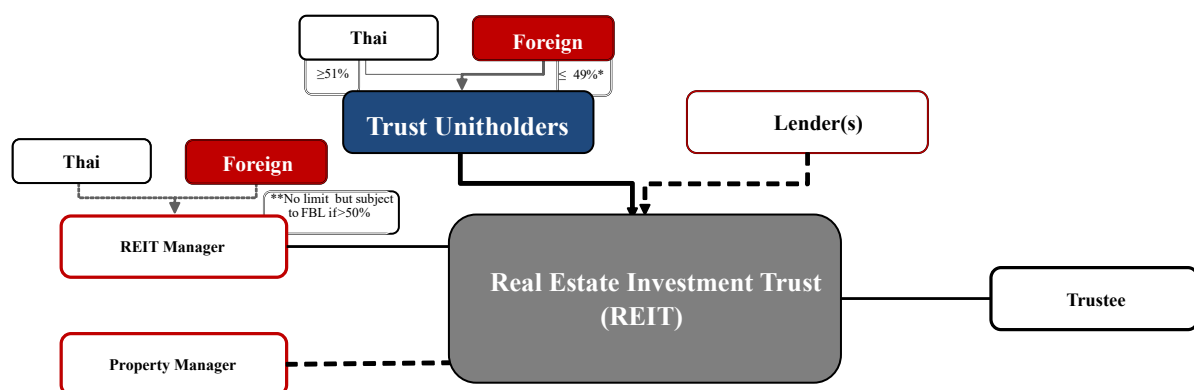 Thai
Foreign
≥51%
≤ 49%*
Trust Unitholders
Lender(s)
Thai
Foreign
**No limit but subject
to FBL if>50%
REIT Manager
Real Estate Investment Trust
(REIT)
Trustee
Property Manager